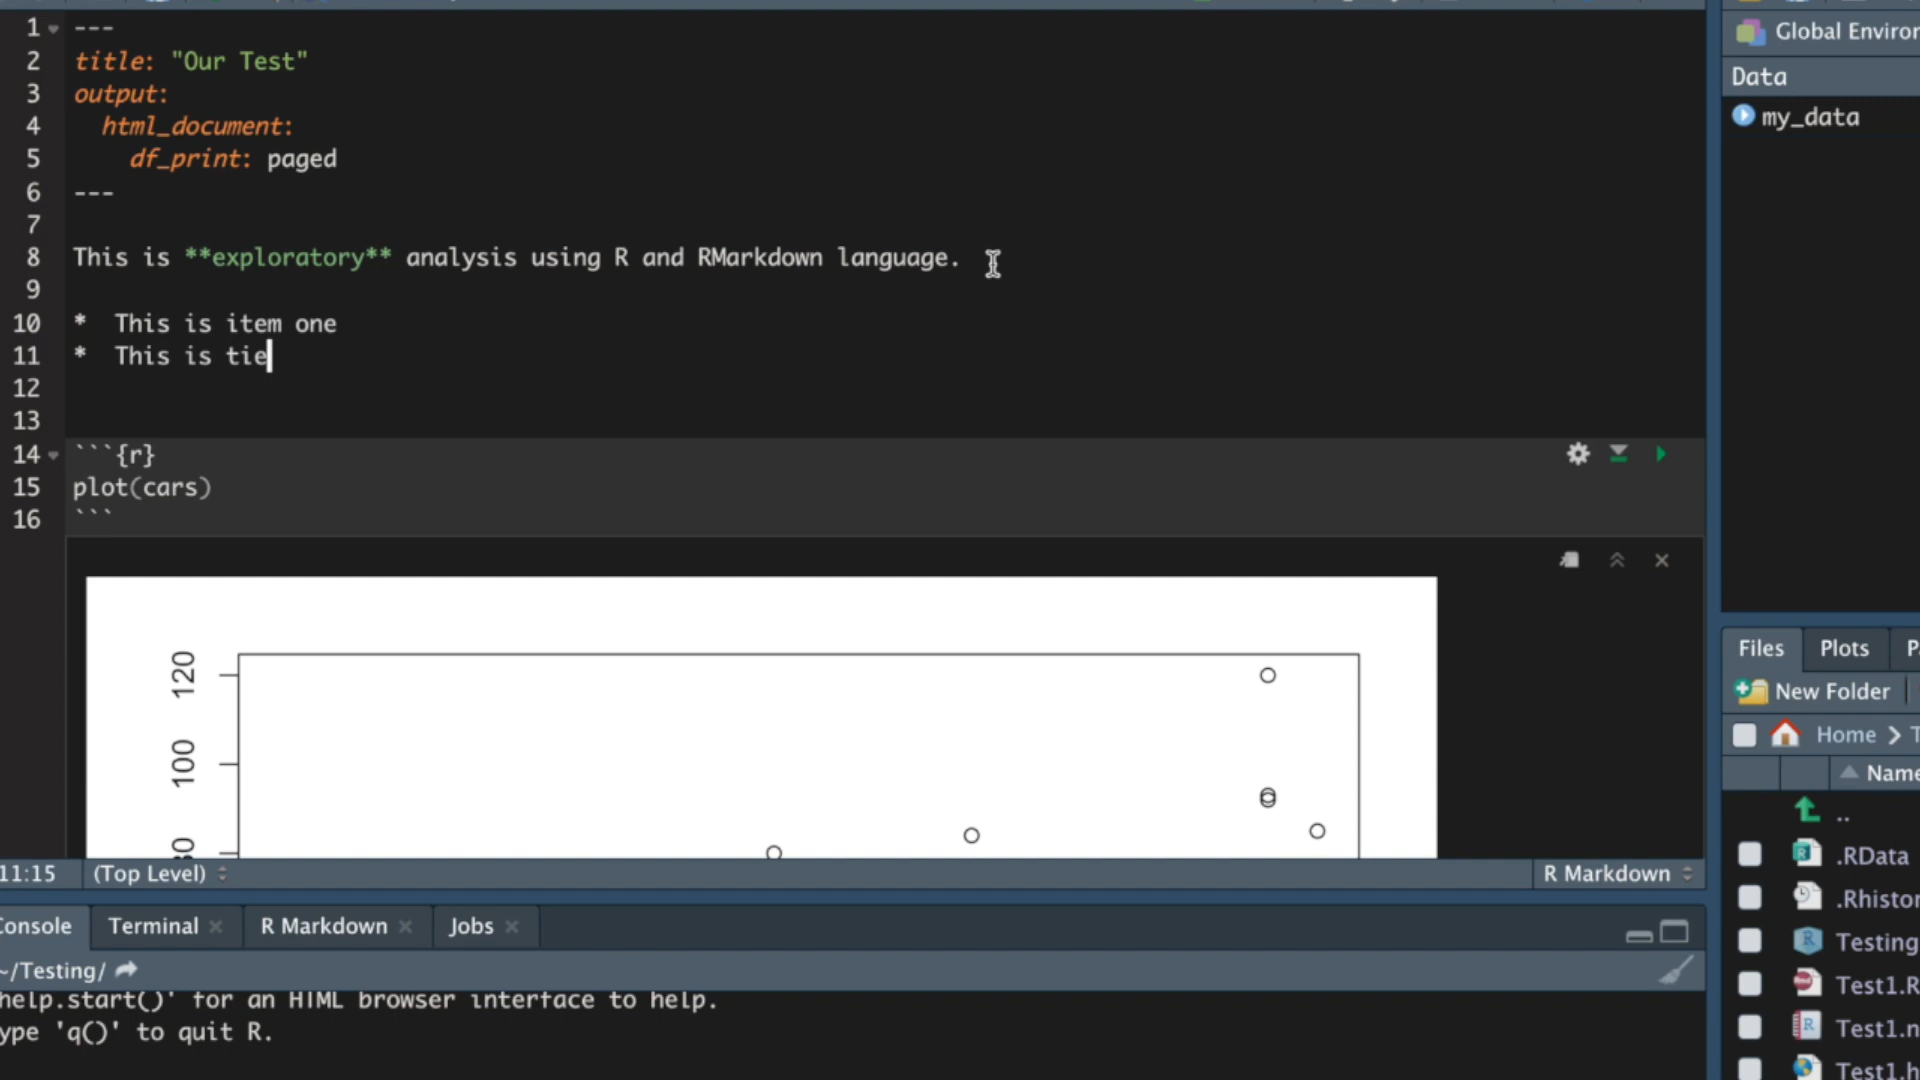 1 ---
2 title: "Our Test"
3 output:
4 html_document:
5 df_print: paged
6 ---
7
8 This is **exploratory** analysis using R and RMarkdown language.
9
10 * This is item one
11 * This is tie
12
13
14 ```{r}
15 plot(cars)
16 ```
120
100
11:15 (Top Level) R Markdown
Console Terminal R Markdown Jobs
~/Testing/
help.start()' for an HTML browser interface to help.
ype 'q()' to quit R.
Global Environ
Data
my_data
Files Plots
New Folder
Home
Name
..
.RData
.Rhistor
Testing
Test1.R
Test1.n
Test1.h